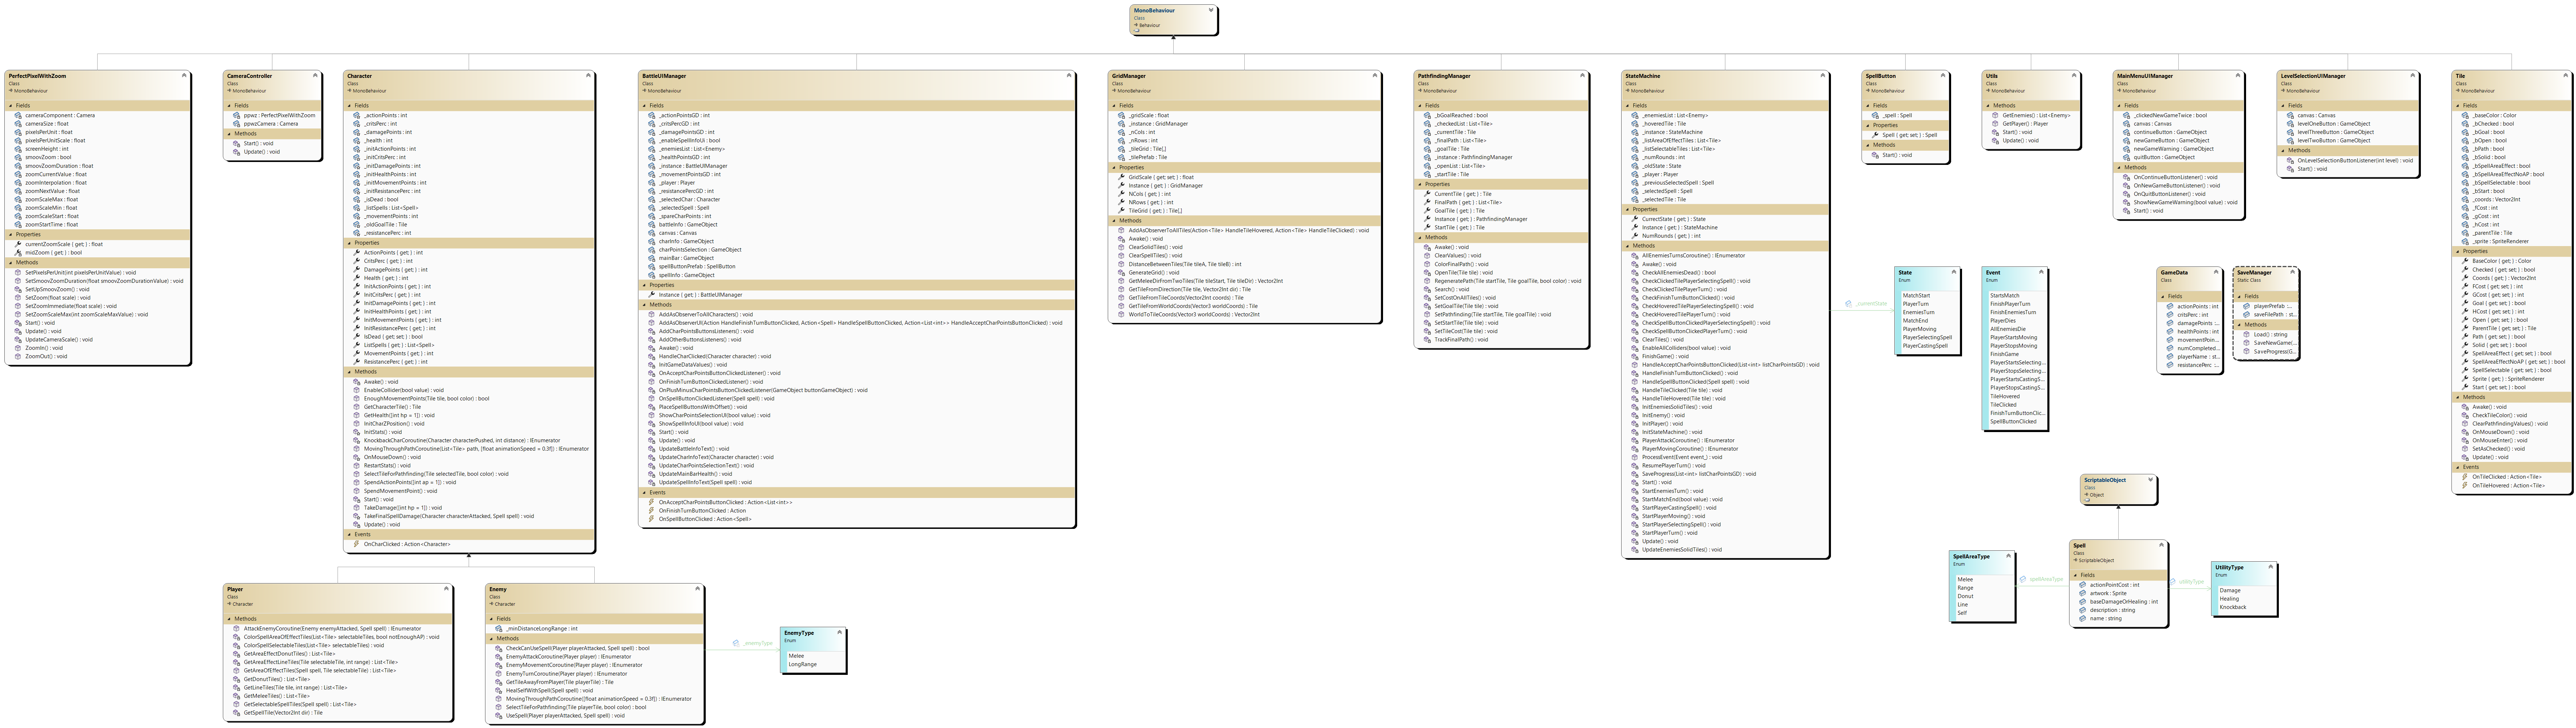 MonoBehaviour
Class
Behaviour
PerfectPixelWithZoom
Class
MonoBehaviour
Fields
cameraComponent : Camera
cameraSize : float
pixelsPerUnit : float
pixelsPerUnitScale : float
screenHeight : int
smoovZoom : bool
smoovZoomDuration : float
zoomCurrentValue : float
zoomInterpolation : float
zoomNextValue : float
zoomScaleMax : float
zoomScaleMin : float
zoomScaleStart : float
zoomStartTime : float
Properties
currentZoomScale { get; } : float
midZoom { get; } : bool
Methods
SetPixelsPerUnit(int pixelsPerUnitValue) : void
SetSmoovZoomDuration(float smoovZoomDurationValue) : void
SetUpSmoovZoom() : void
SetZoom(float scale) : void
SetZoomImmediate(float scale) : void
SetZoomScaleMax(int zoomScaleMaxValue) : void
Start() : void
Update() : void
UpdateCameraScale() : void
ZoomIn() : void
ZoomOut() : void
CameraController
Class
MonoBehaviour
Fields
ppwz : PerfectPixelWithZoom
ppwzCamera : Camera
Methods
Start() : void
Update() : void
Character
Class
MonoBehaviour
Fields
_actionPoints : int
_critsPerc : int
_damagePoints : int
_health : int
_initActionPoints : int
_initCritsPerc : int
_initDamagePoints : int
_initHealthPoints : int
_initMovementPoints : int
_initResistancePerc : int
_isDead : bool
_listSpells : List<Spell>
_movementPoints : int
_oldGoalTile : Tile
_resistancePerc : int
Properties
ActionPoints { get; } : int
CritsPerc { get; } : int
DamagePoints { get; } : int
Health { get; } : int
InitActionPoints { get; } : int
InitCritsPerc { get; } : int
InitDamagePoints { get; } : int
InitHealthPoints { get; } : int
InitMovementPoints { get; } : int
InitResistancePerc { get; } : int
IsDead { get; set; } : bool
ListSpells { get; } : List<Spell>
MovementPoints { get; } : int
ResistancePerc { get; } : int
Methods
Awake() : void
EnableCollider(bool value) : void
EnoughMovementPoints(Tile tile, bool color) : bool
GetCharacterTile() : Tile
GetHealth([int hp = 1]) : void
InitCharZPosition() : void
InitStats() : void
KnockbackCharCoroutine(Character characterPushed, int distance) : IEnumerator
MovingThroughPathCoroutine(List<Tile> path, [float animationSpeed = 0.3f]) : IEnumerator
OnMouseDown() : void
RestartStats() : void
SelectTileForPathfinding(Tile selectedTile, bool color) : void
SpendActionPoints([int ap = 1]) : void
SpendMovementPoint() : void
Start() : void
TakeDamage([int hp = 1]) : void
TakeFinalSpellDamage(Character characterAttacked, Spell spell) : void
Update() : void
Events
OnCharClicked : Action<Character>
BattleUIManager
Class
MonoBehaviour
Fields
_actionPointsGD : int
_critsPercGD : int
_damagePointsGD : int
_enableSpellInfoUI : bool
_enemiesList : List<Enemy>
_healthPointsGD : int
_instance : BattleUIManager
_movementPointsGD : int
_player : Player
_resistancePercGD : int
_selectedChar : Character
_selectedSpell : Spell
_spareCharPoints : int
battleInfo : GameObject
canvas : Canvas
charInfo : GameObject
charPointsSelection : GameObject
mainBar : GameObject
spellButtonPrefab : SpellButton
spellInfo : GameObject
Properties
Instance { get; } : BattleUIManager
Methods
AddAsObserverToAllCharacters() : void
AddAsObserverUI(Action HandleFinishTurnButtonClicked, Action<Spell> HandleSpellButtonClicked, Action<List<int>> HandleAcceptCharPointsButtonClicked) : void
AddCharPointsButtonsListeners() : void
AddOtherButtonsListeners() : void
Awake() : void
HandleCharClicked(Character character) : void
InitGameDataValues() : void
OnAcceptCharPointsButtonClickedListener() : void
OnFinishTurnButtonClickedListener() : void
OnPlusMinusCharPointsButtonClickedListener(GameObject buttonGameObject) : void
OnSpellButtonClickedListener(Spell spell) : void
PlaceSpellButtonsWithOffset() : void
ShowCharPointsSelectionUI(bool value) : void
ShowSpellInfoUI(bool value) : void
Start() : void
Update() : void
UpdateBattleInfoText() : void
UpdateCharInfoText(Character character) : void
UpdateCharPointsSelectionText() : void
UpdateMainBarHealth() : void
UpdateSpellInfoText(Spell spell) : void
Events
OnAcceptCharPointsButtonClicked : Action<List<int>>
OnFinishTurnButtonClicked : Action
OnSpellButtonClicked : Action<Spell>
GridManager
Class
MonoBehaviour
Fields
_gridScale : float
_instance : GridManager
_nCols : int
_nRows : int
_tileGrid : Tile[,]
_tilePrefab : Tile
Properties
GridScale { get; set; } : float
Instance { get; } : GridManager
NCols { get; } : int
NRows { get; } : int
TileGrid { get; } : Tile[,]
Methods
AddAsObserverToAllTiles(Action<Tile> HandleTileHovered, Action<Tile> HandleTileClicked) : void
Awake() : void
ClearSolidTiles() : void
ClearSpellTiles() : void
DistanceBetweenTiles(Tile tileA, Tile tileB) : int
GenerateGrid() : void
GetMeleeDirFromTwoTiles(Tile tileStart, Tile tileDir) : Vector2Int
GetTileFromDirection(Tile tile, Vector2Int dir) : Tile
GetTileFromTileCoords(Vector2Int coords) : Tile
GetTileFromWorldCoords(Vector3 worldCoords) : Tile
WorldToTileCoords(Vector3 worldCoords) : Vector2Int
PathfindingManager
Class
MonoBehaviour
Fields
_bGoalReached : bool
_checkedList : List<Tile>
_currentTile : Tile
_finalPath : List<Tile>
_goalTile : Tile
_instance : PathfindingManager
_openList : List<Tile>
_startTile : Tile
Properties
CurrentTile { get; } : Tile
FinalPath { get; } : List<Tile>
GoalTile { get; } : Tile
Instance { get; } : PathfindingManager
StartTile { get; } : Tile
Methods
Awake() : void
ClearValues() : void
ColorFinalPath() : void
OpenTile(Tile tile) : void
RegeneratePath(Tile startTile, Tile goalTile, bool color) : void
Search() : void
SetCostOnAllTiles() : void
SetGoalTile(Tile tile) : void
SetPathfinding(Tile startTile, Tile goalTile) : void
SetStartTile(Tile tile) : void
SetTileCost(Tile tile) : void
TrackFinalPath() : void
StateMachine
Class
MonoBehaviour
Fields
_enemiesList : List<Enemy>
_hoveredTile : Tile
_instance : StateMachine
_listAreaOfEffectTiles : List<Tile>
_listSelectableTiles : List<Tile>
_numRounds : int
_oldState : State
_player : Player
_previousSelectedSpell : Spell
_selectedSpell : Spell
_selectedTile : Tile
Properties
CurrectState { get; } : State
Instance { get; } : StateMachine
NumRounds { get; } : int
Methods
AllEnemiesTurnsCoroutine() : IEnumerator
Awake() : void
CheckAllEnemiesDead() : bool
CheckClickedTilePlayerSelectingSpell() : void
CheckClickedTilePlayerTurn() : void
CheckFinishTurnButtonClicked() : void
CheckHoveredTilePlayerSelectingSpell() : void
CheckHoveredTilePlayerTurn() : void
CheckSpellButtonClickedPlayerSelectingSpell() : void
CheckSpellButtonClickedPlayerTurn() : void
ClearTiles() : void
EnableAllColliders(bool value) : void
FinishGame() : void
HandleAcceptCharPointsButtonClicked(List<int> listCharPointsGD) : void
HandleFinishTurnButtonClicked() : void
HandleSpellButtonClicked(Spell spell) : void
HandleTileClicked(Tile tile) : void
HandleTileHovered(Tile tile) : void
InitEnemiesSolidTiles() : void
InitEnemy() : void
InitPlayer() : void
InitStateMachine() : void
PlayerAttackCoroutine() : IEnumerator
PlayerMovingCoroutine() : IEnumerator
ProcessEvent(Event event_) : void
ResumePlayerTurn() : void
SaveProgress(List<int> listCharPointsGD) : void
Start() : void
StartEnemiesTurn() : void
StartMatchEnd(bool value) : void
StartPlayerCastingSpell() : void
StartPlayerMoving() : void
StartPlayerSelectingSpell() : void
StartPlayerTurn() : void
Update() : void
UpdateEnemiesSolidTiles() : void
SpellButton
Class
MonoBehaviour
Fields
_spell : Spell
Properties
Spell { get; set; } : Spell
Methods
Start() : void
Utils
Class
MonoBehaviour
Methods
GetEnemies() : List<Enemy>
GetPlayer() : Player
Start() : void
Update() : void
MainMenuUIManager
Class
MonoBehaviour
Fields
_clickedNewGameTwice : bool
canvas : Canvas
continueButton : GameObject
newGameButton : GameObject
newGameWarning : GameObject
quitButton : GameObject
Methods
OnContinueButtonListener() : void
OnNewGameButtonListener() : void
OnQuitButtonListener() : void
ShowNewGameWarning(bool value) : void
Start() : void
LevelSelectionUIManager
Class
MonoBehaviour
Fields
canvas : Canvas
levelOneButton : GameObject
levelThreeButton : GameObject
levelTwoButton : GameObject
Methods
OnLevelSelectionButtonListener(int level) : void
Start() : void
Tile
Class
MonoBehaviour
Fields
_baseColor : Color
_bChecked : bool
_bGoal : bool
_bOpen : bool
_bPath : bool
_bSolid : bool
_bSpellAreaEffect : bool
_bSpellAreaEffectNoAP : bool
_bSpellSelectable : bool
_bStart : bool
_coords : Vector2Int
_fCost : int
_gCost : int
_hCost : int
_parentTile : Tile
_sprite : SpriteRenderer
Properties
BaseColor { get; } : Color
Checked { get; set; } : bool
Coords { get; } : Vector2Int
FCost { get; set; } : int
GCost { get; set; } : int
Goal { get; set; } : bool
HCost { get; set; } : int
Open { get; set; } : bool
ParentTile { get; set; } : Tile
Path { get; set; } : bool
Solid { get; set; } : bool
SpellAreaEffect { get; set; } : bool
SpellAreaEffectNoAP { get; set; } : bool
SpellSelectable { get; set; } : bool
Sprite { get; } : SpriteRenderer
Start { get; set; } : bool
Methods
Awake() : void
CheckTileColor() : void
ClearPathfindingValues() : void
OnMouseDown() : void
OnMouseEnter() : void
SetAsChecked() : void
Update() : void
Events
OnTileClicked : Action<Tile>
OnTileHovered : Action<Tile>
_currentState
State
Enum
MatchStart
PlayerTurn
EnemiesTurn
MatchEnd
PlayerMoving
PlayerSelectingSpell
PlayerCastingSpell
Event
Enum
StartsMatch
FinishPlayerTurn
FinishEnemiesTurn
PlayerDies
AllEnemiesDie
PlayerStartsMoving
PlayerStopsMoving
FinishGame
PlayerStartsSelecting...
PlayerStopsSelecting...
PlayerStartsCastingS...
PlayerStopsCastingS...
TileHovered
TileClicked
FinishTurnButtonClic...
SpellButtonClicked
GameData
Class
Fields
actionPoints : int
critsPerc : int
damagePoints :...
healthPoints : int
movementPoin...
numCompleted...
playerName : st...
resistancePerc :...
SaveManager
Static Class
Fields
playerPrefab :...
saveFilePath : st...
Methods
Load() : string
SaveNewGame(...
SaveProgress(G...
ScriptableObject
Class
Object
Spell
Class
ScriptableObject
Fields
actionPointCost : int
artwork : Sprite
baseDamageOrHealing : int
description : string
name : string
spellAreaType
SpellAreaType
Enum
Melee
Range
Donut
Line
Self
utilityType
UtilityType
Enum
Damage
Healing
Knockback
Player
Class
Character
Methods
AttackEnemyCoroutine(Enemy enemyAttacked, Spell spell) : IEnumerator
ColorSpellAreaOfEffectTiles(List<Tile> selectableTiles, bool notEnoughAP) : void
ColorSpellSelectableTiles(List<Tile> selectableTiles) : void
GetAreaEffectDonutTiles() : List<Tile>
GetAreaEffectLineTiles(Tile selectableTile, int range) : List<Tile>
GetAreaOfEffectTiles(Spell spell, Tile selectableTile) : List<Tile>
GetDonutTiles() : List<Tile>
GetLineTiles(Tile tile, int range) : List<Tile>
GetMeleeTiles() : List<Tile>
GetSelectableSpellTiles(Spell spell) : List<Tile>
GetSpellTile(Vector2Int dir) : Tile
Enemy
Class
Character
Fields
_minDistanceLongRange : int
Methods
CheckCanUseSpell(Player playerAttacked, Spell spell) : bool
EnemyAttackCoroutine(Player player) : IEnumerator
EnemyMovementCoroutine(Player player) : IEnumerator
EnemyTurnCoroutine(Player player) : IEnumerator
GetTileAwayFromPlayer(Tile playerTile) : Tile
HealSelfWithSpell(Spell spell) : void
MovingThroughPathCoroutine([float animationSpeed = 0.3f]) : IEnumerator
SelectTileForPathfinding(Tile playerTile, bool color) : bool
UseSpell(Player playerAttacked, Spell spell) : void
_enemyType
EnemyType
Enum
Melee
LongRange